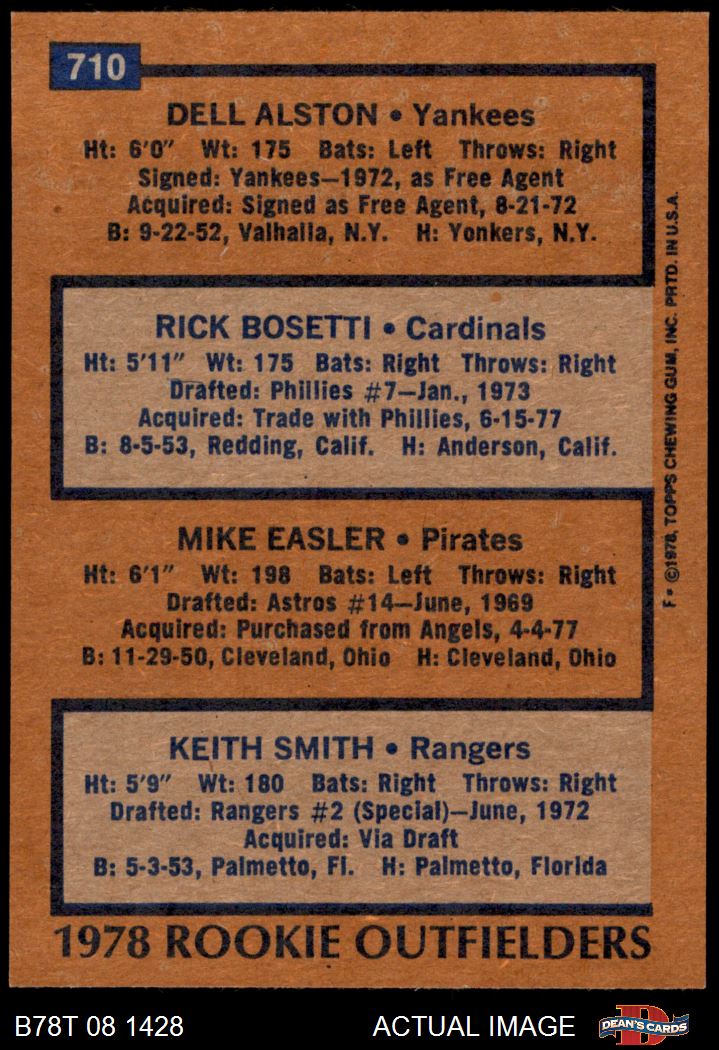 710
DELL ALSTON • Yankees
Ht: 6'0" Wt: 175 Bats: Left Throws: Right
Signed: Yankees—1972, as Free Agent
Acquired: Signed as Free Agent, 8-21-72
B: 9-22-52, Valhalla, N.Y. H: Yonkers, N.Y.
RICK BOSETTI • Cardinals
Ht: 5'11" Wt: 175 Bats: Right Throws: Right
Drafted: Phillies #7—Jan., 1973
Acquired: Trade with Phillies, 6-15-77
B: 8-5-53, Redding, Calif. H: Anderson, Calif.
MIKE EASLER • Pirates
Ht: 6'1" Wt: 198 Bats: Left Throws: Right
Drafted: Astros #14—June, 1969
Acquired: Purchased from Angels, 4-4-77
B: 11-29-50, Cleveland, Ohio H: Cleveland, Ohio
KEITH SMITH • Rangers
Ht: 5'9" Wt: 180 Bats: Right Throws: Right
Drafted: Rangers #2 (Special)—June, 1972
Acquired: Via Draft
B: 5-3-53, Palmetto, Fl. H: Palmetto, Florida
1978 ROOKIE OUTFIELDERS
F* ©1978, TOPPS CHEWING GUM, INC. PRTD. IN U.S.A.
B78T 08 1428 ACTUAL IMAGE
D
DEAN'S CARDS